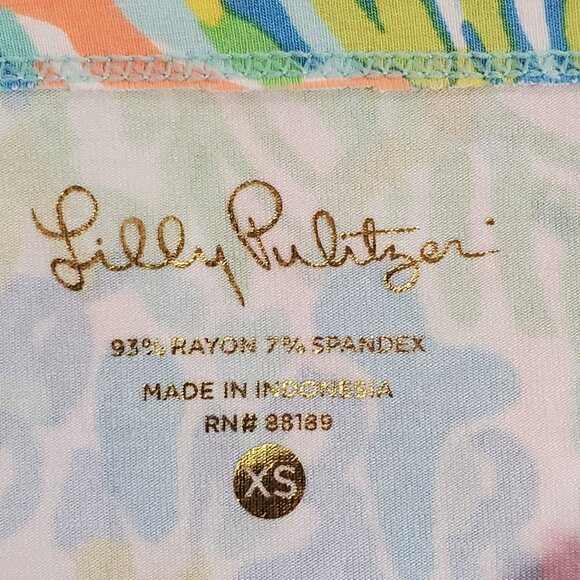 Lilly Pulitzer
93% RAYON 7% SPANDEX
MADE IN INDONESIA
RN# 88189
XS